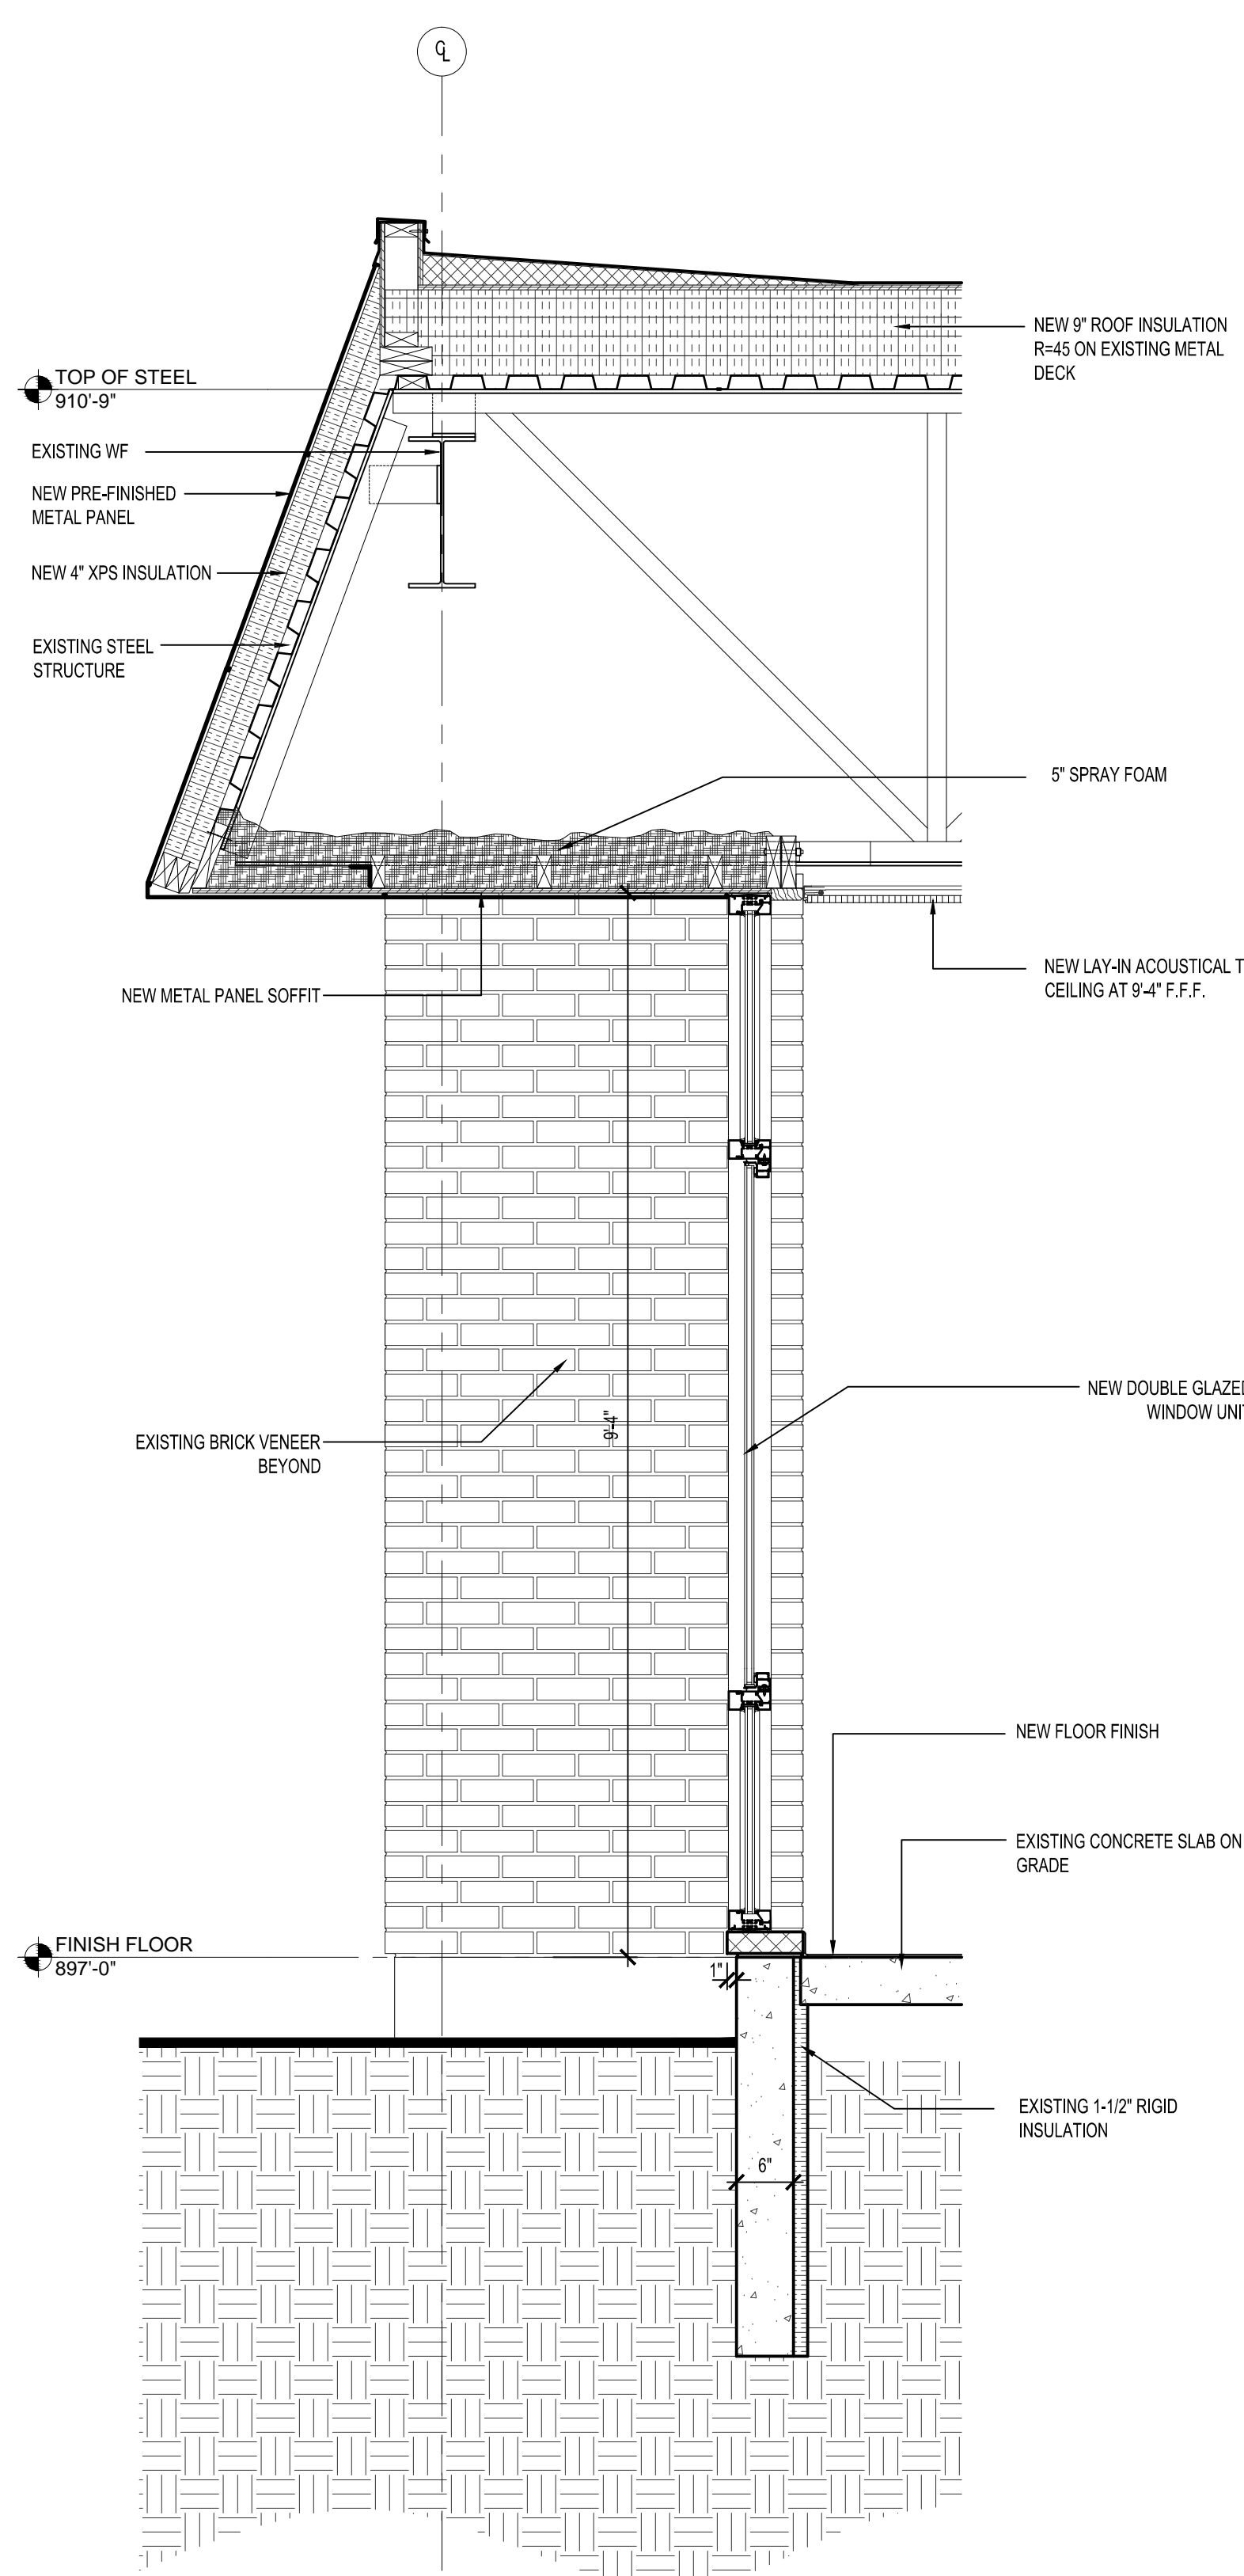 CL
NEW 9" ROOF INSULATION
R=45 ON EXISTING METAL
DECK
TOP OF STEEL
910'-9"
EXISTING WF
NEW PRE-FINISHED
METAL PANEL
NEW 4" XPS INSULATION
EXISTING STEEL
STRUCTURE
5" SPRAY FOAM
NEW LAY-IN ACOUSTICAL T
CEILING AT 9'-4" F.F.F.
NEW METAL PANEL SOFFIT
NEW DOUBLE GLAZED
WINDOW UNIT
9'-4"
EXISTING BRICK VENEER
BEYOND
NEW FLOOR FINISH
EXISTING CONCRETE SLAB ON
GRADE
FINISH FLOOR
897'-0"
1"
EXISTING 1-1/2" RIGID
INSULATION
6"